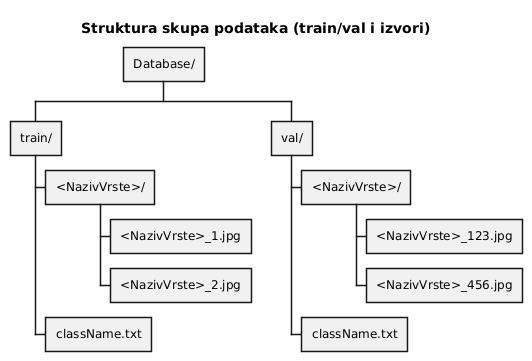 Struktura skupa podataka (train/val i izvori)
Database/
train/
<NazivVrste>/
<NazivVrste>_1.jpg
<NazivVrste>_2.jpg
className.txt
val/
<NazivVrste>/
<NazivVrste>_123.jpg
<NazivVrste>_456.jpg
className.txt